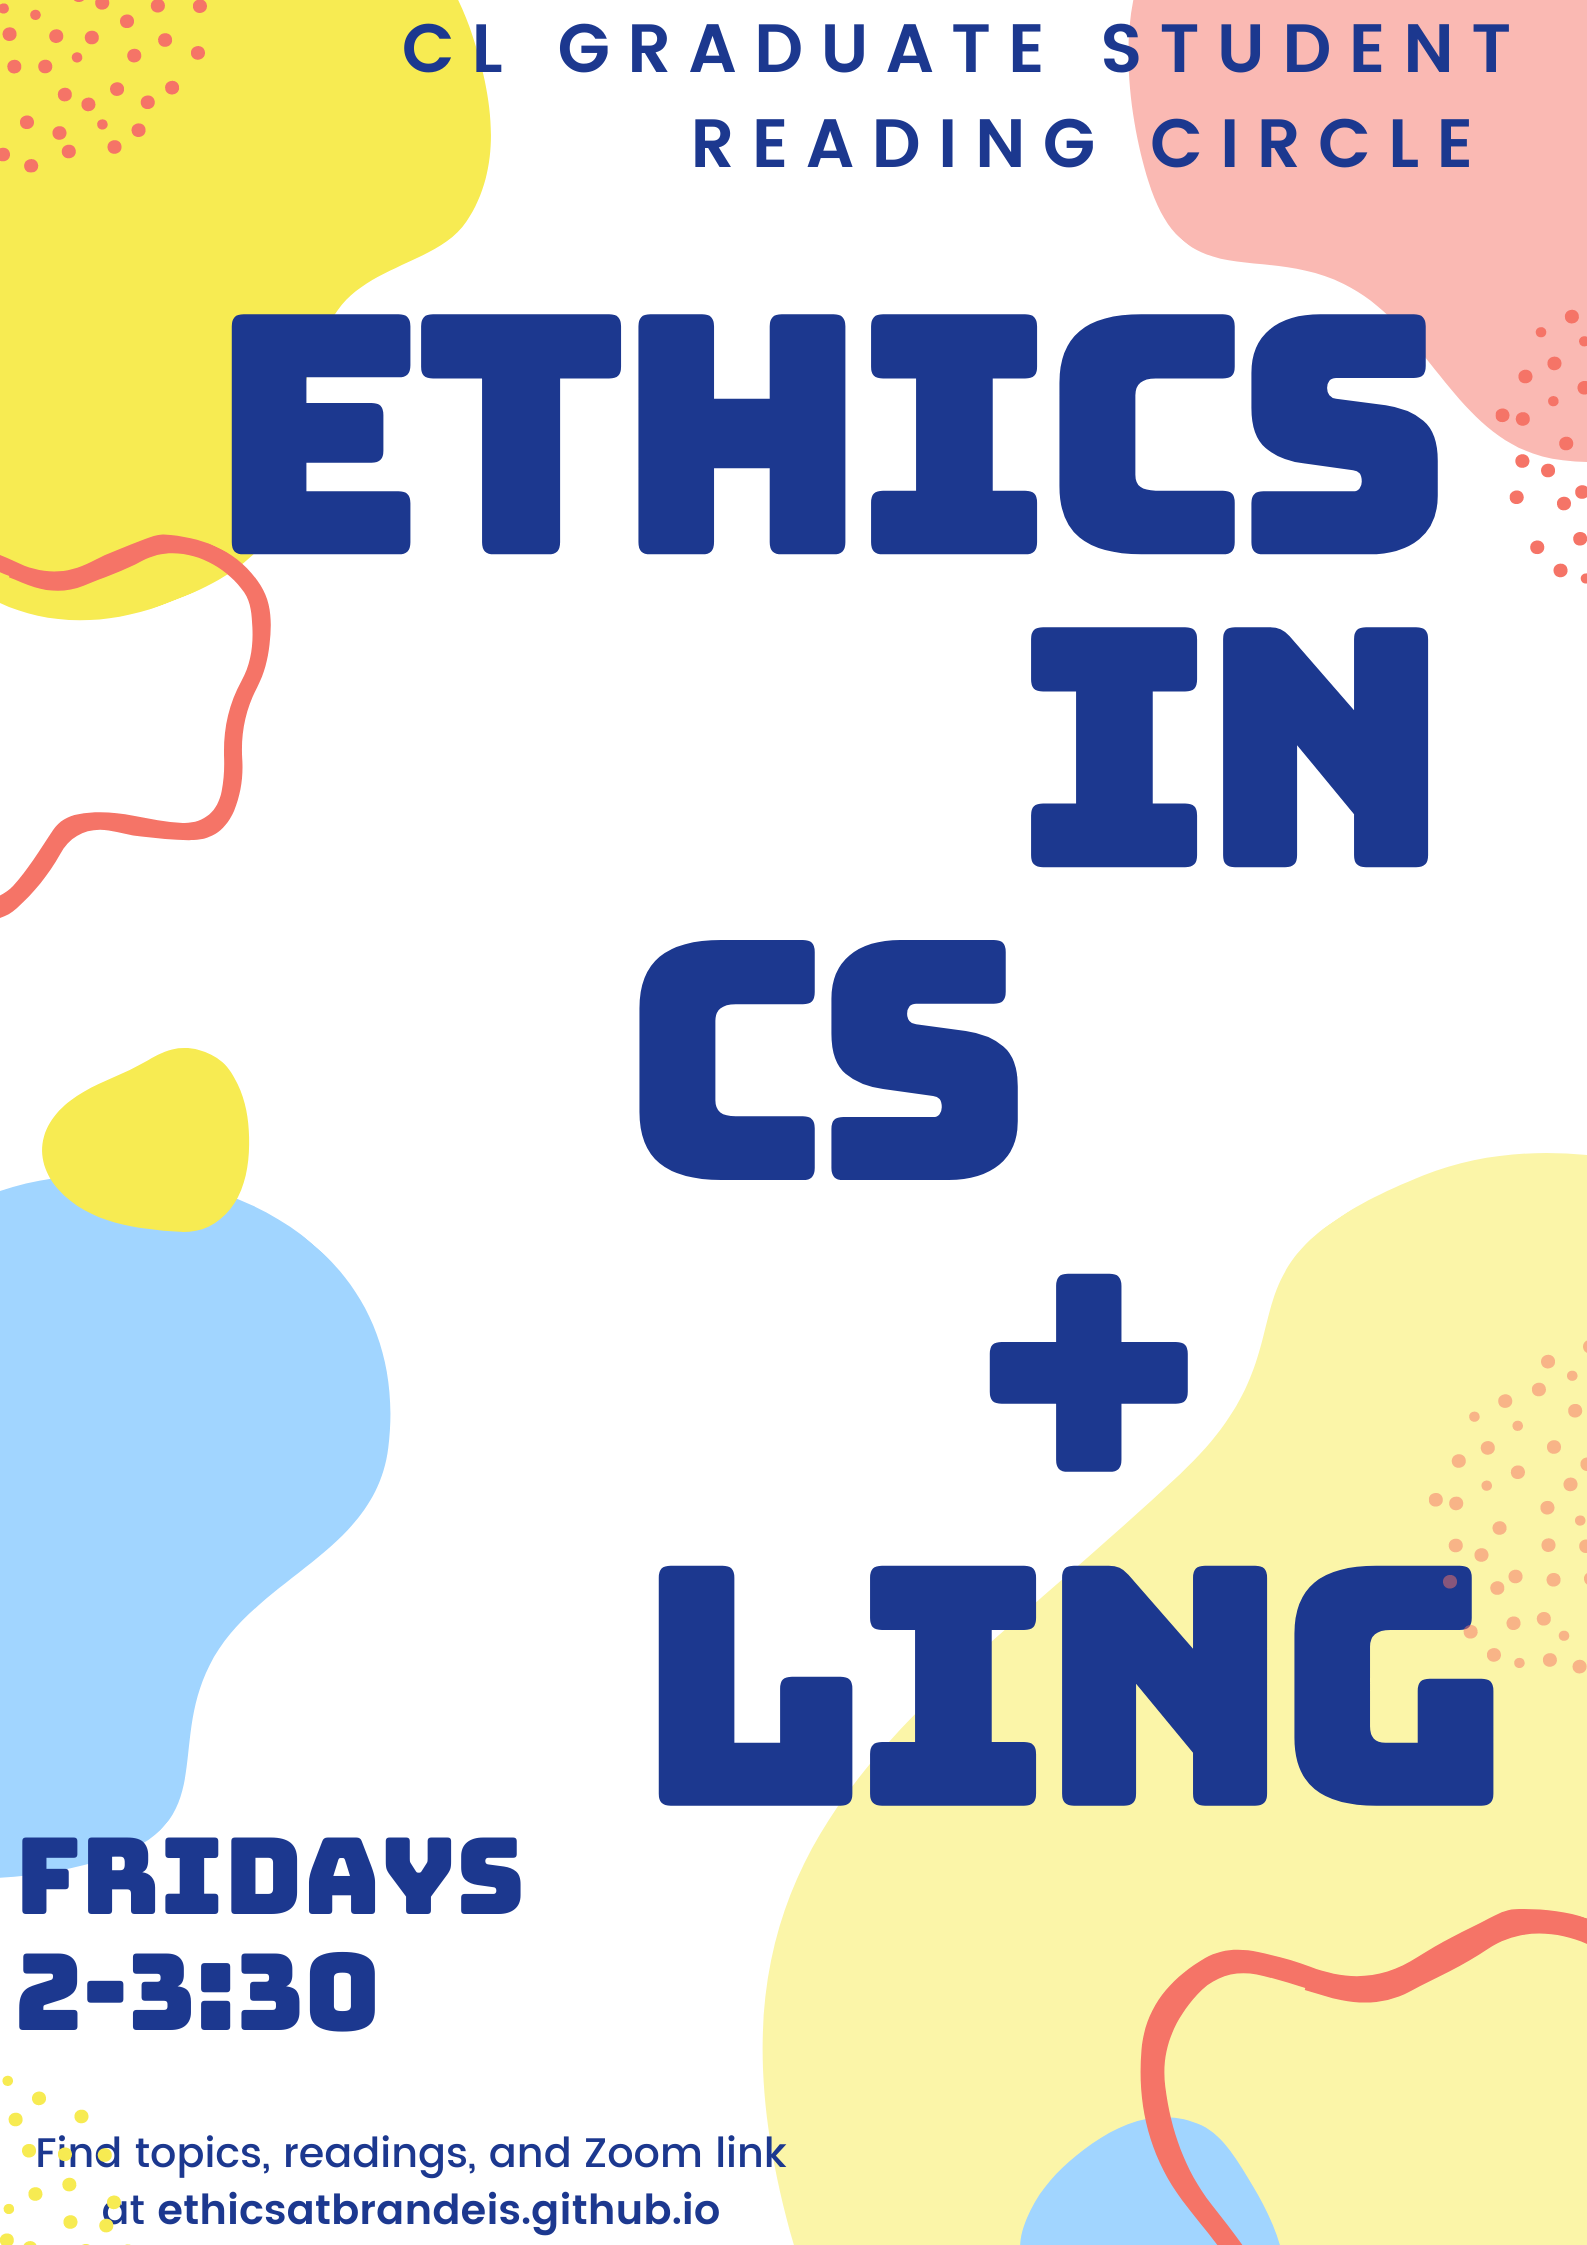 CL GRADUATE STUDENT
READING CIRCLE
ETHICS
IN
CS
+
LING
FRIDAYS
2-3:30
Find topics, readings, and Zoom link
at ethicsatbrandeis.github.io